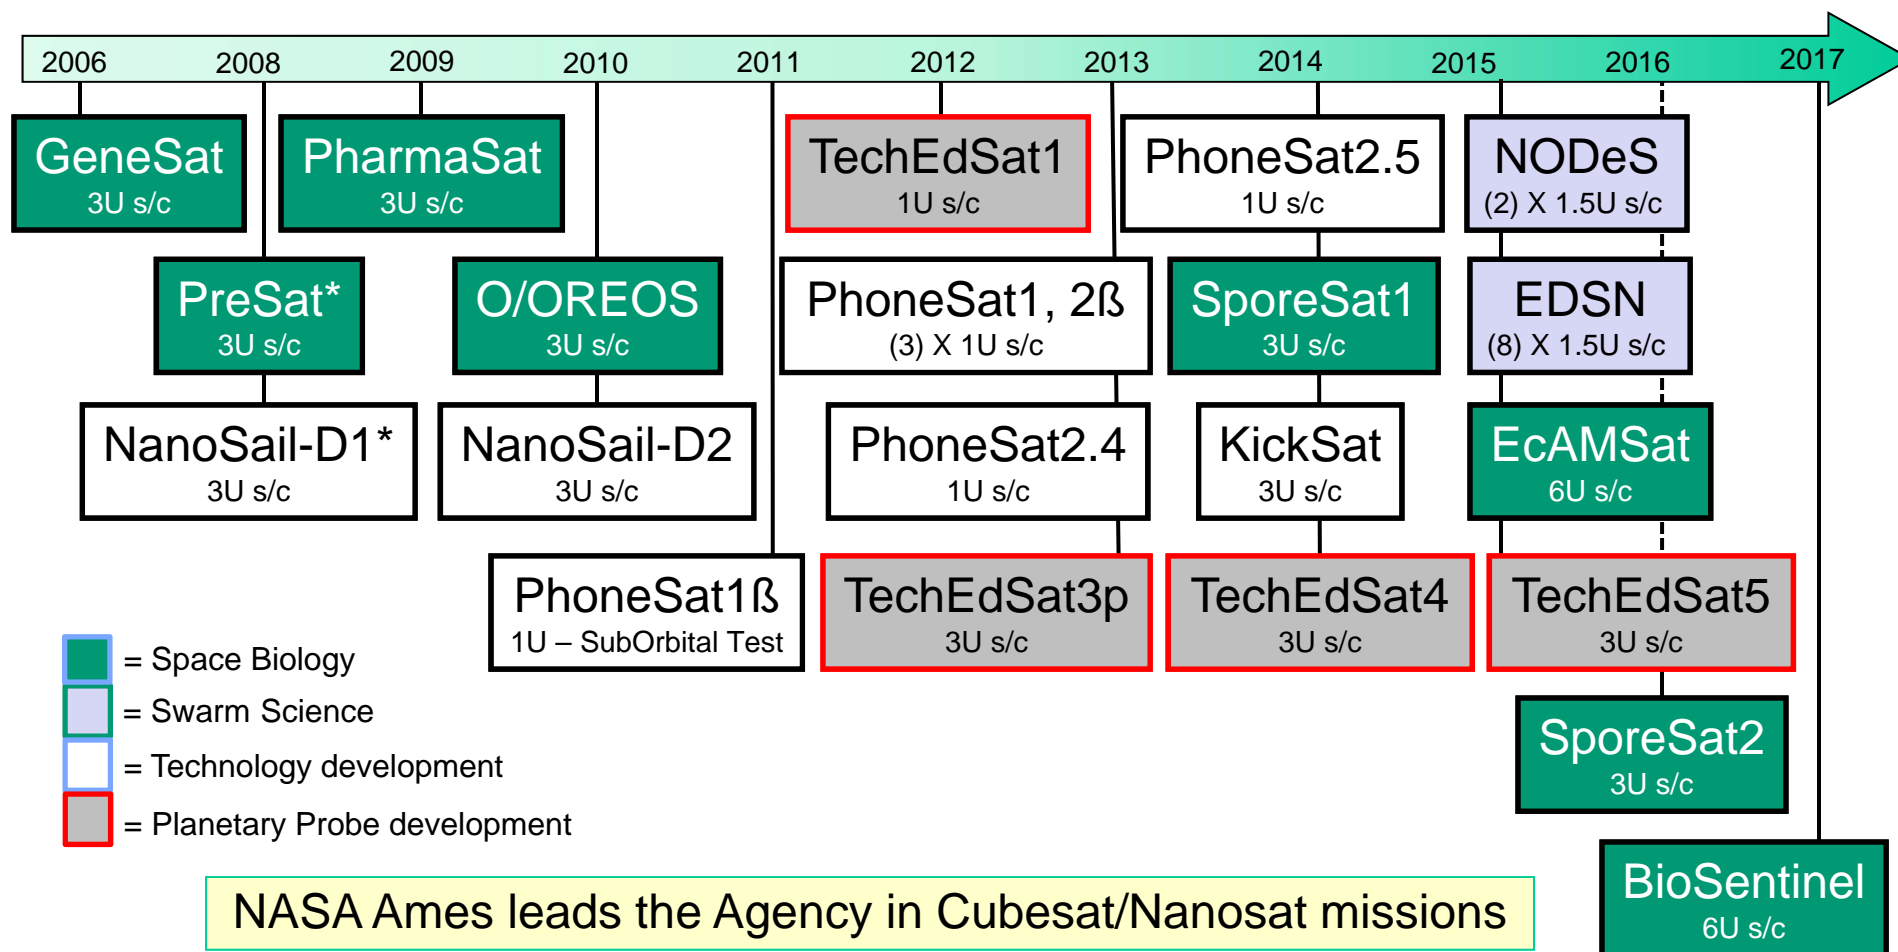 2006 2008 2009 2010 2011 2012 2013 2014 2015 2016 2017
GeneSat
3U s/c
PharmaSat
3U s/c
TechEdSat1
1U s/c
PhoneSat2.5
1U s/c
NODeS
(2) X 1.5U s/c
PreSat*
3U s/c
O/OREOS
3U s/c
PhoneSat1, 2ß
(3) X 1U s/c
SporeSat1
3U s/c
EDSN
(8) X 1.5U s/c
NanoSail-D1*
3U s/c
NanoSail-D2
3U s/c
PhoneSat2.4
1U s/c
KickSat
3U s/c
EcAMSat
6U s/c
PhoneSat1ß
1U – SubOrbital Test
TechEdSat3p
3U s/c
TechEdSat4
3U s/c
TechEdSat5
3U s/c
= Space Biology
= Swarm Science
= Technology development
= Planetary Probe development
SporeSat2
3U s/c
BioSentinel
6U s/c
NASA Ames leads the Agency in Cubesat/Nanosat missions